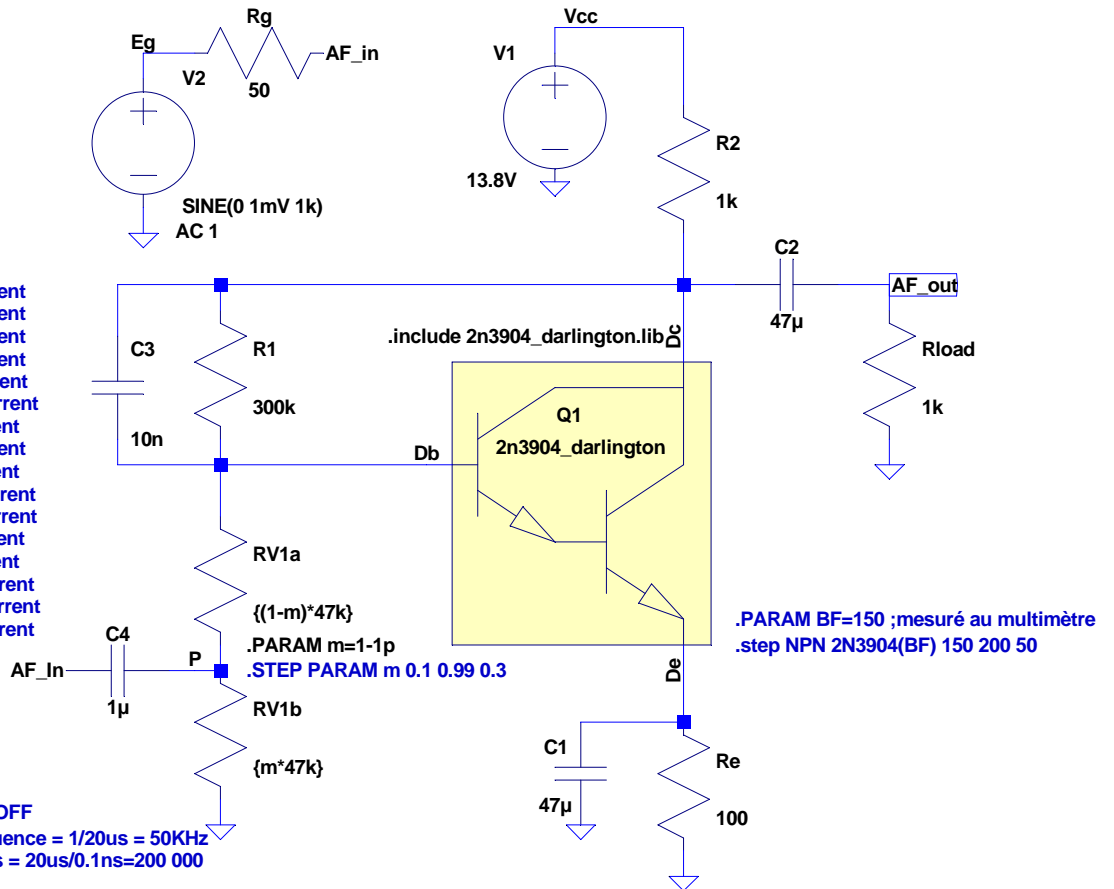 Rg
Eg
AF_in
V2
50
SINE(0 1mV 1k)
AC 1
Vcc
V1
13.8V
R2
1k
C2
47µ
AF_out
Rload
1k
C3
10n
R1
300k
.include 2n3904_darlington.lib
Dc
Q1
2n3904_darlington
Db
De
RV1a
{(1-m)*47k}
.PARAM m=1-1p
.STEP PARAM m 0.1 0.99 0.3
C4
1µ
AF_In
P
RV1b
{m*47k}
.PARAM BF=150 ;mesuré au multimètre
.step NPN 2N3904(BF) 150 200 50
C1
47µ
Re
100
= 1/20us = 50KHz
= 20us/0.1ns=200 000